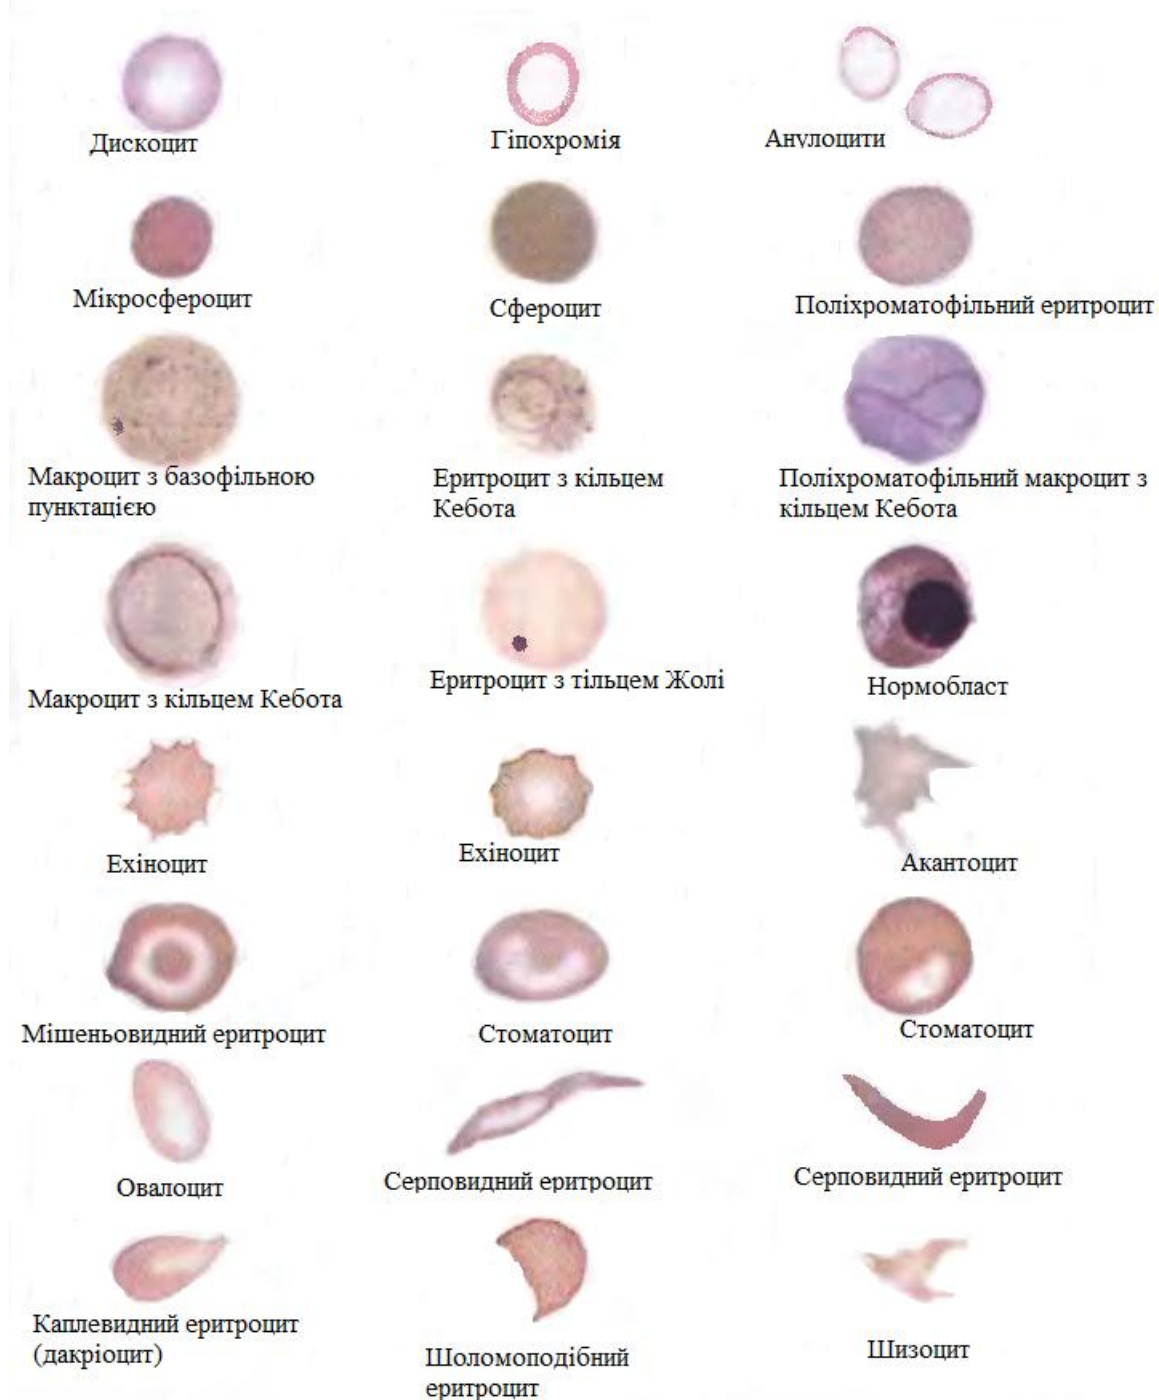 Дискоцит
Гіпохромія
Анулоцити
Мікросфероцит
Сфероцит
Поліхроматофільний еритроцит
Макроцит з базофільною
пунктацією
Еритроцит з кільцем
Кебота
Поліхроматофільний макроцит з
кільцем Кебота
Макроцит з кільцем Кебота
Еритроцит з тільцем Жолі
Нормобласт
Ехіноцит
Ехіноцит
Акантоцит
Мішеньовидний еритроцит
Стоматоцит
Стоматоцит
Овалоцит
Серповидний еритроцит
Серповидний еритроцит
Каплевидний еритроцит
(дакріоцит)
Шоломоподібний
еритроцит
Шизоцит